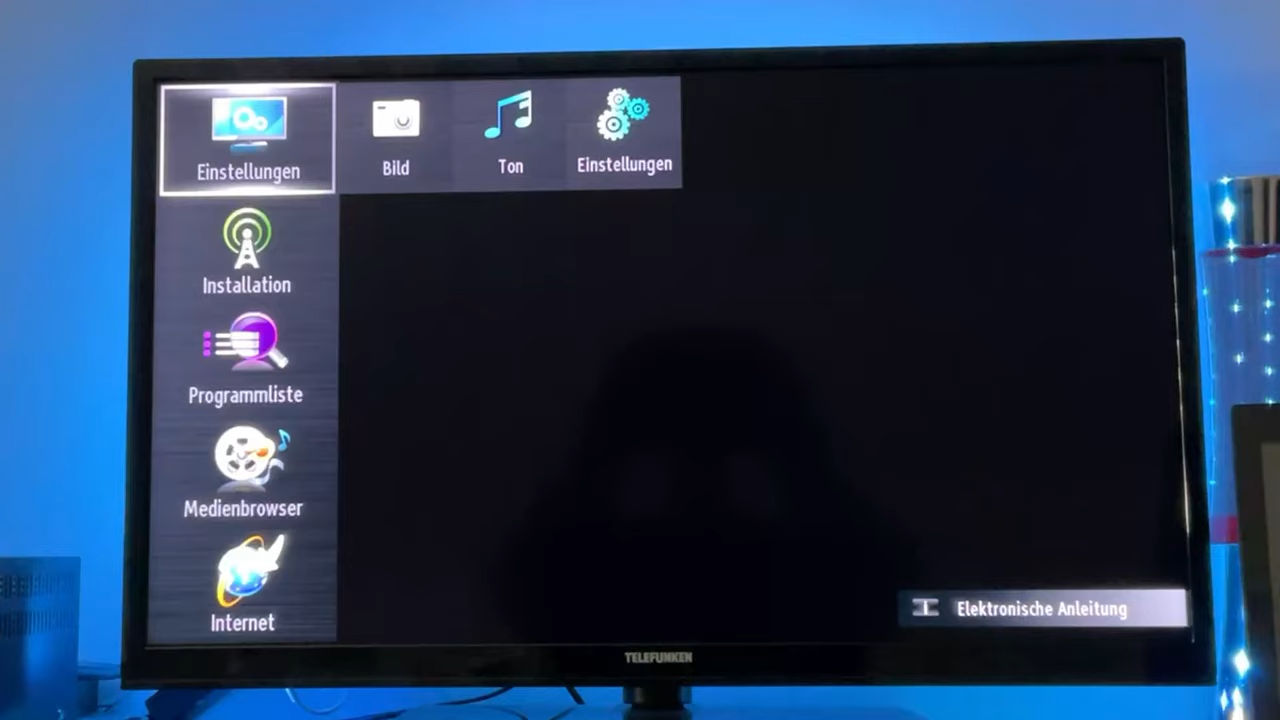 Einstellungen
Bild
Ton
Einstellungen
Installation
Programmliste
Medienbrowser
Internet
Elektronische Anleitung
TELEFUNKEN